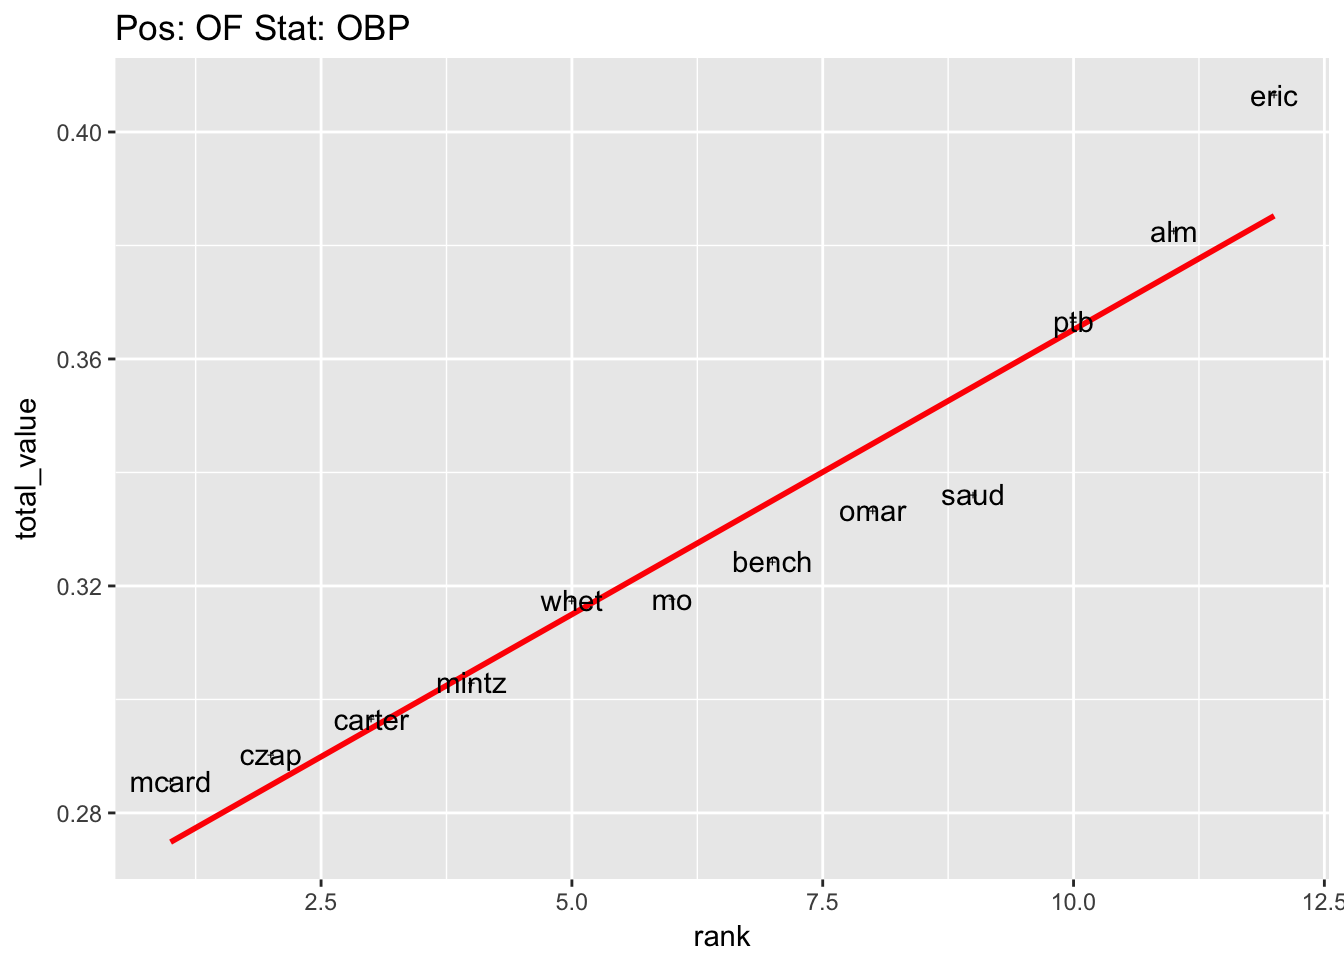 Pos: OF Stat: OBP
eric
0.40
alm
ptb
0.36
saud
omar
bench
0.32
whet
mo
mintz
carter
czap
mcard
0.28
total_value
2.5 5.0 7.5 10.0 12.5
rank